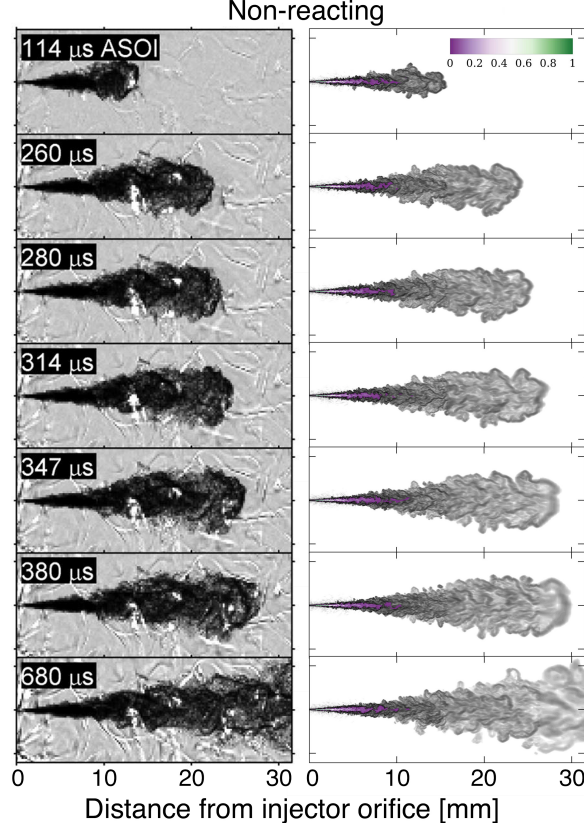 Non-reacting
114 μs ASOI
0 0.2 0.4 0.6 0.8 1
260 μs
280 μs
314 μs
347 μs
380 μs
680 μs
0 10 20 30 0 10 20 30
Distance from injector orifice [mm]